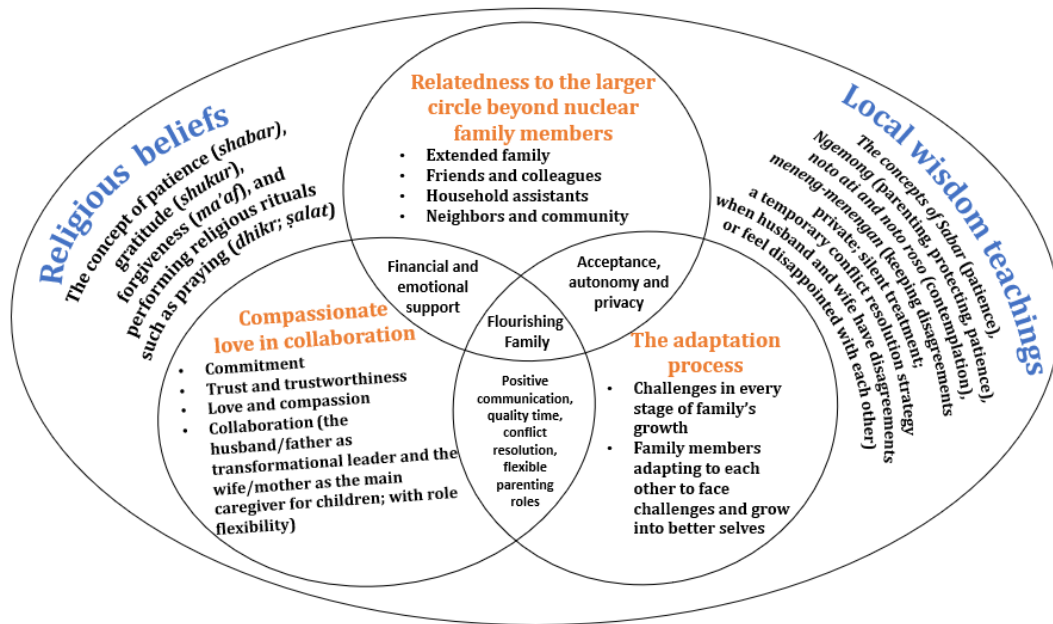 Religious beliefs
The concept of patience (shabar),
gratitude (shukur),
forgiveness (ma'af), and
performing religious rituals
such as praying (dhikr; ṣalat)
Relatedness to the larger
circle beyond nuclear
family members
• Extended family
• Friends and colleagues
• Household assistants
• Neighbors and community
Local wisdom teachings
The concepts of Sabar (patience),
Ngemong (parenting, protecting, patience),
noto ati and noto roso (contemplation),
meneng-menengan (keeping disagreements
private; silent treatment;
a temporary conflict resolution strategy
when husband and wife have disagreements
or feel disappointed with each other)
Financial and
emotional
support
Acceptance,
autonomy and
privacy
Flourishing
Family
Compassionate
love in collaboration
• Commitment
• Trust and trustworthiness
• Love and compassion
• Collaboration (the
husband/father as
transformational leader and the
wife/mother as the main
caregiver for children; with role
flexibility)
Positive
communication,
quality time,
conflict
resolution,
flexible
parenting
roles
The adaptation
process
• Challenges in every
stage of family's
growth
• Family members
adapting to each
other to face
challenges and grow
into better selves